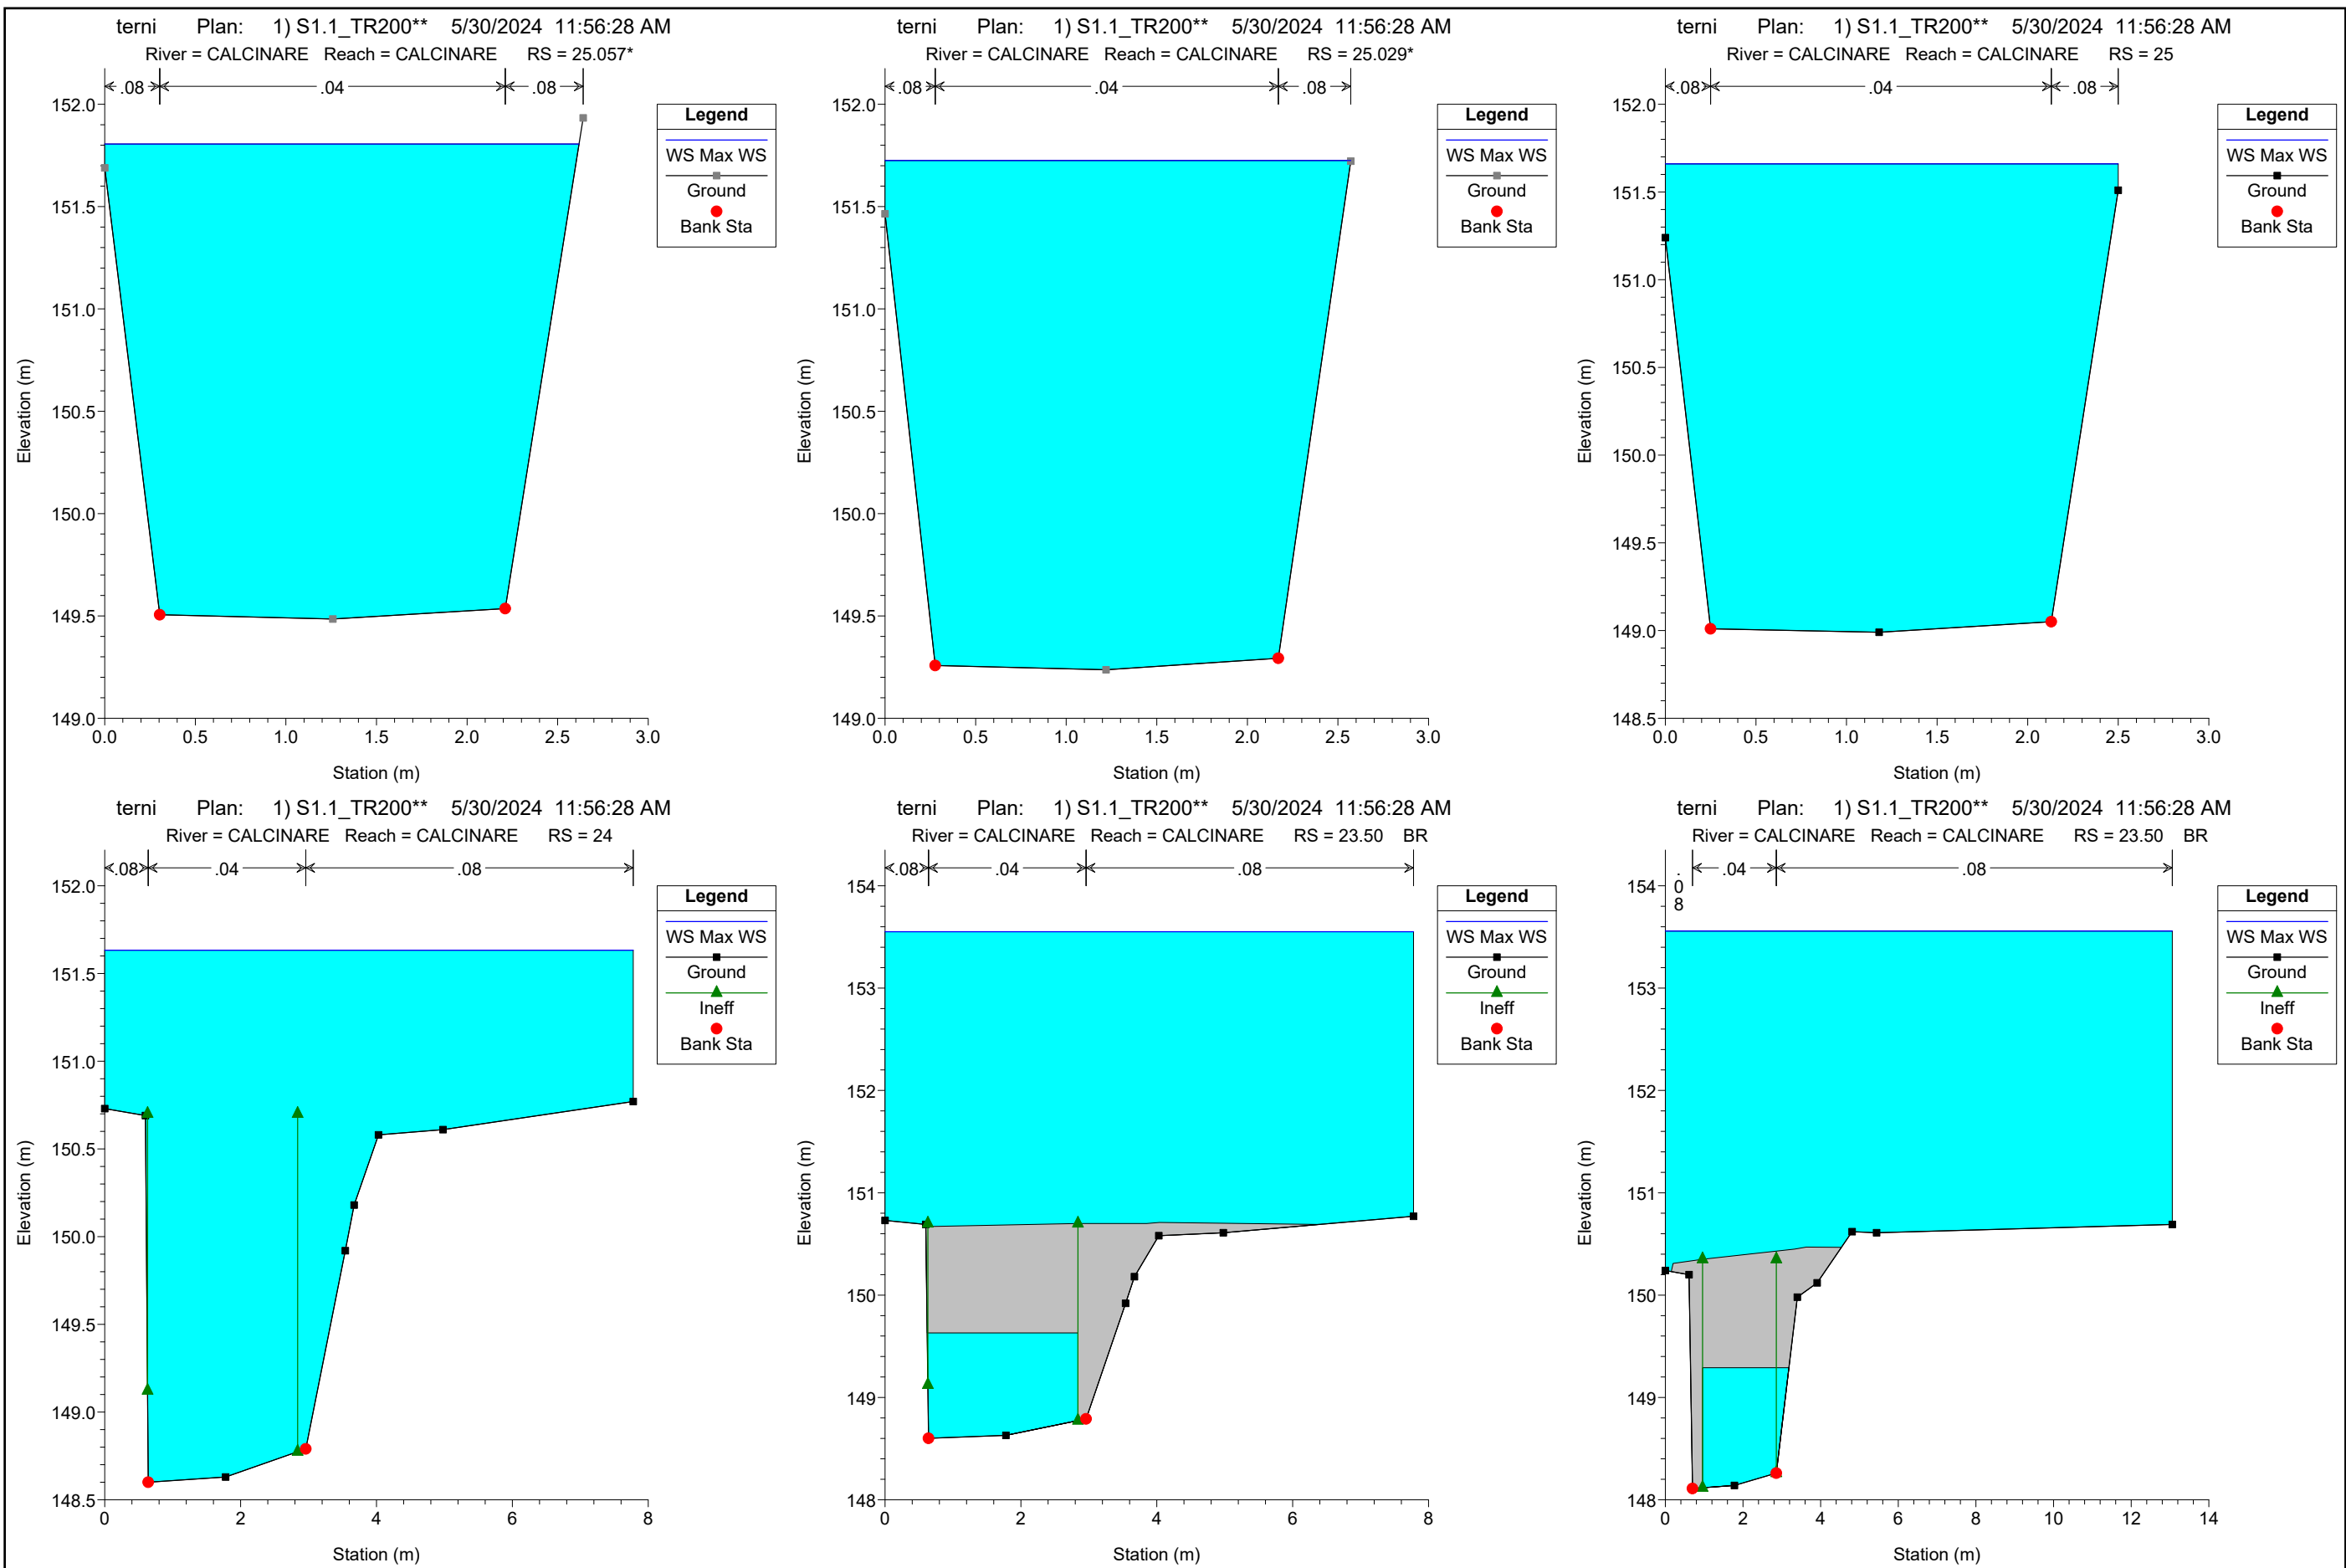 terni Plan: 1) S1.1_TR200** 5/30/2024 11:56:28 AM
River = CALCINARE Reach = CALCINARE RS = 25.057*
.08 .04 .08
152.0
151.5
151.0
150.5
150.0
149.5
149.0
0.0 0.5 1.0 1.5 2.0 2.5 3.0
Station (m)
Elevation (m)
Legend
WS Max WS
Ground
Bank Sta
terni Plan: 1) S1.1_TR200** 5/30/2024 11:56:28 AM
River = CALCINARE Reach = CALCINARE RS = 25.029*
.08 .04 .08
152.0
151.5
151.0
150.5
150.0
149.5
149.0
0.0 0.5 1.0 1.5 2.0 2.5 3.0
Station (m)
Elevation (m)
Legend
WS Max WS
Ground
Bank Sta
terni Plan: 1) S1.1_TR200** 5/30/2024 11:56:28 AM
River = CALCINARE Reach = CALCINARE RS = 25
.08 .04 .08
152.0
151.5
151.0
150.5
150.0
149.5
149.0
148.5
0.0 0.5 1.0 1.5 2.0 2.5 3.0
Station (m)
Elevation (m)
Legend
WS Max WS
Ground
Bank Sta
terni Plan: 1) S1.1_TR200** 5/30/2024 11:56:28 AM
River = CALCINARE Reach = CALCINARE RS = 24
.08 .04 .08
152.0
151.5
151.0
150.5
150.0
149.5
149.0
148.5
0 2 4 6 8
Station (m)
Elevation (m)
Legend
WS Max WS
Ground
Ineff
Bank Sta
terni Plan: 1) S1.1_TR200** 5/30/2024 11:56:28 AM
River = CALCINARE Reach = CALCINARE RS = 23.50 BR
.08 .04 .08
154
153
152
151
150
149
148
0 2 4 6 8
Station (m)
Elevation (m)
Legend
WS Max WS
Ground
Ineff
Bank Sta
terni Plan: 1) S1.1_TR200** 5/30/2024 11:56:28 AM
River = CALCINARE Reach = CALCINARE RS = 23.50 BR
.08 .04 .08
154
153
152
151
150
149
148
0 2 4 6 8 10 12 14
Station (m)
Elevation (m)
Legend
WS Max WS
Ground
Ineff
Bank Sta